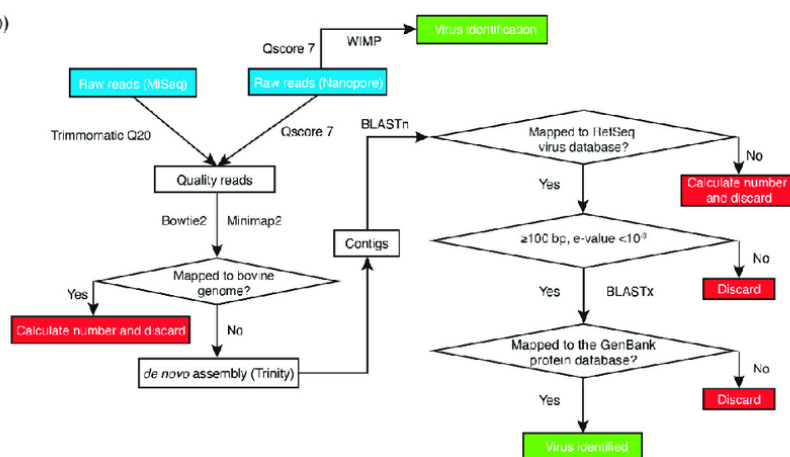 )
Virus identification
WIMP
Qscore 7
Raw reads (MiSeq)
Raw reads (Nanopore)
Trimmomatic Q20
Qscore 7
Quality reads
Bowtie2
Minimap2
Mapped to bovine
genome?
Yes
Calculate number and discard
No
de novo assembly (Trinity)
Contigs
BLASTn
Mapped to RefSeq
virus database?
No
Calculate number
and discard
Yes
≥100 bp, e-value <10⁻³
No
Discard
Yes
BLASTx
Mapped to the GenBank
protein database?
No
Discard
Yes
Virus identified